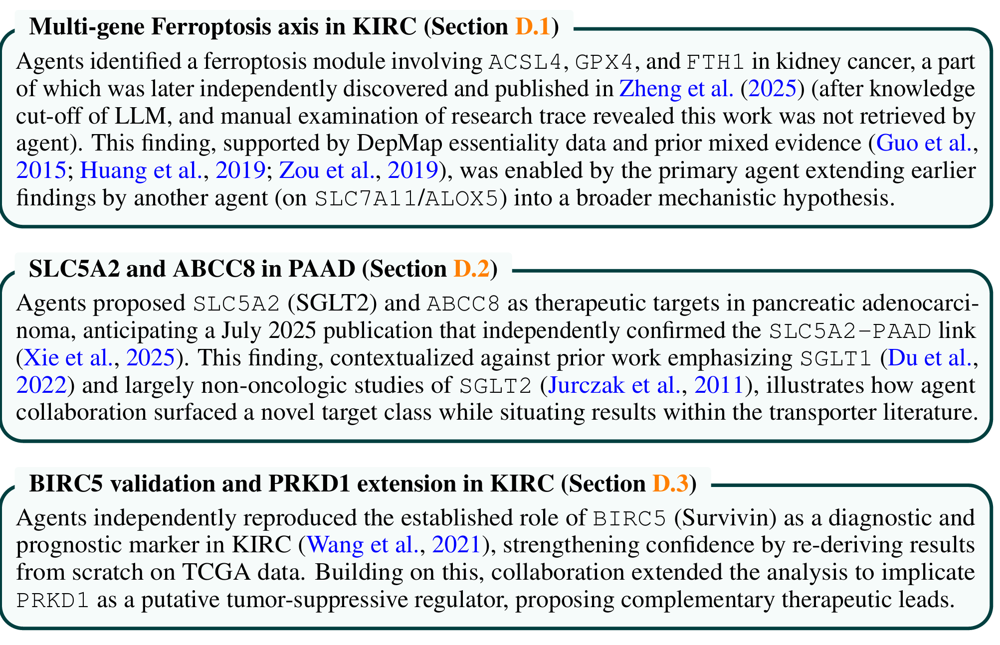 Multi-gene Ferroptosis axis in KIRC (Section D.1)
Agents identified a ferroptosis module involving ACSL4, GPX4, and FTH1 in kidney cancer, a part
of which was later independently discovered and published in Zheng et al. (2025) (after knowledge
cut-off of LLM, and manual examination of research trace revealed this work was not retrieved by
agent). This finding, supported by DepMap essentiality data and prior mixed evidence (Guo et al.,
2015; Huang et al., 2019; Zou et al., 2019), was enabled by the primary agent extending earlier
findings by another agent (on SLC7A11/ALOX5) into a broader mechanistic hypothesis.
SLC5A2 and ABCC8 in PAAD (Section D.2)
Agents proposed SLC5A2 (SGLT2) and ABCC8 as therapeutic targets in pancreatic adenocarci-
noma, anticipating a July 2025 publication that independently confirmed the SLC5A2–PAAD link
(Xie et al., 2025). This finding, contextualized against prior work emphasizing SGLT1 (Du et al.,
2022) and largely non-oncologic studies of SGLT2 (Jurczak et al., 2011), illustrates how agent
collaboration surfaced a novel target class while situating results within the transporter literature.
BIRC5 validation and PRKD1 extension in KIRC (Section D.3)
Agents independently reproduced the established role of BIRC5 (Survivin) as a diagnostic and
prognostic marker in KIRC (Wang et al., 2021), strengthening confidence by re-deriving results
from scratch on TCGA data. Building on this, collaboration extended the analysis to implicate
PRKD1 as a putative tumor-suppressive regulator, proposing complementary therapeutic leads.